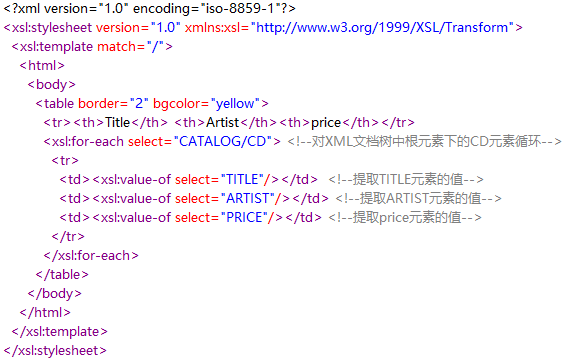 <?xml version="1.0" encoding="iso-8859-1"?>
<xsl:stylesheet version="1.0" xmlns:xsl="http://www.w3.org/1999/XSL/Transform">
<xsl:template match="/">
<html>
<body>
<table border="2" bgcolor="yellow">
<tr><th>Title</th> <th>Artist</th><th>price</th></tr>
<xsl:for-each select="CATALOG/CD"> <!--对XML文档树中根元素下的CD元素循环-->
<tr>
<td><xsl:value-of select="TITLE"/></td> <!--提取TITLE元素的值-->
<td><xsl:value-of select="ARTIST"/></td> <!--提取ARTIST元素的值-->
<td><xsl:value-of select="PRICE"/></td> <!--提取price元素的值-->
</tr>
</xsl:for-each>
</table>
</body>
</html>
</xsl:template>
</xsl:stylesheet>